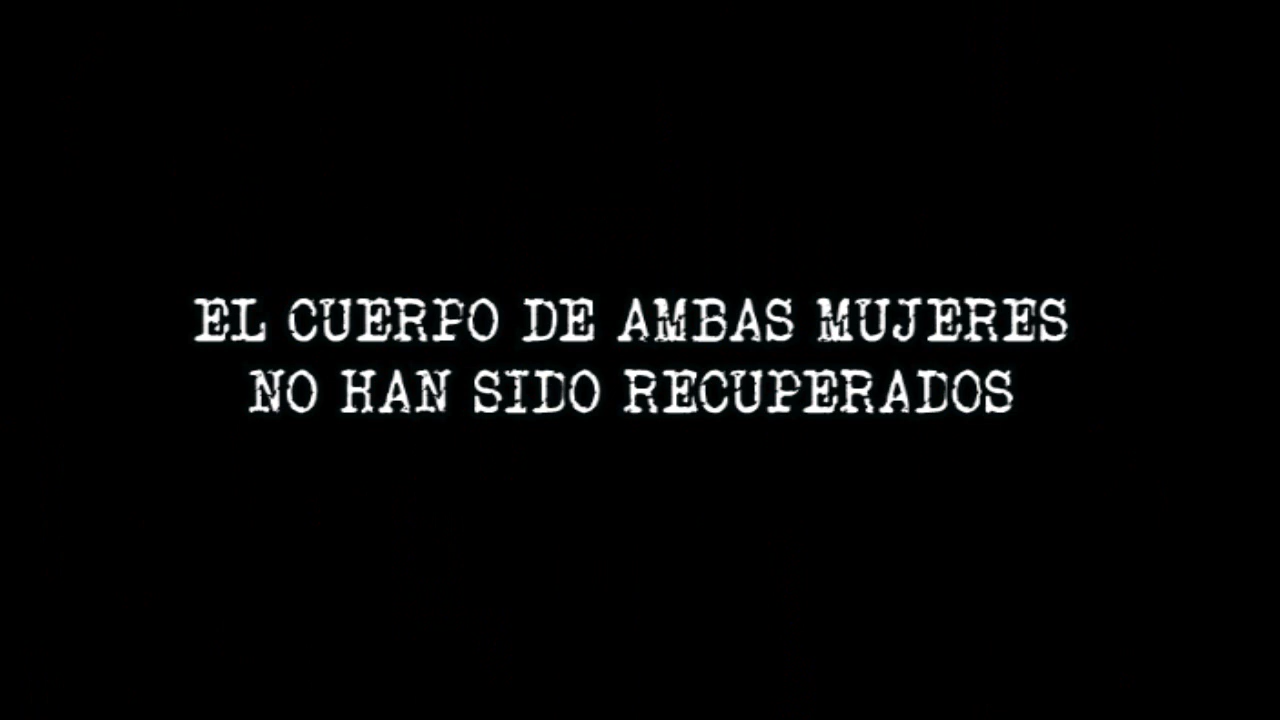 EL CUERPO DE AMBAS MUJERES
NO HAN SIDO RECUPERADOS